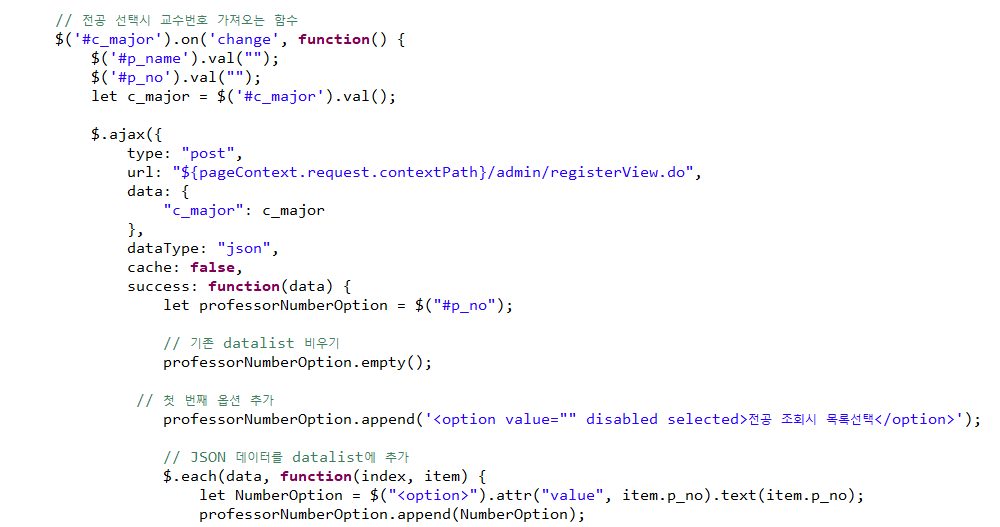 // 전공 선택시 교수번호 가져오는 함수
$('#c_major').on('change', function() {
    $('#p_name').val("");
    $('#p_no').val("");
    let c_major = $('#c_major').val();

    $.ajax({
        type: "post",
        url: "${pageContext.request.contextPath}/admin/registerView.do",
        data: {
            "c_major": c_major
        },
        dataType: "json",
        cache: false,
        success: function(data) {
            let professorNumberOption = $("#p_no");

            // 기존 datalist 비우기
            professorNumberOption.empty();

         // 첫 번째 옵션 추가
            professorNumberOption.append('<option value="" disabled selected>전공 조회시 목록선택</option>');

            // JSON 데이터를 datalist에 추가
            $.each(data, function(index, item) {
                let NumberOption = $("<option>").attr("value", item.p_no).text(item.p_no);
                professorNumberOption.append(NumberOption);